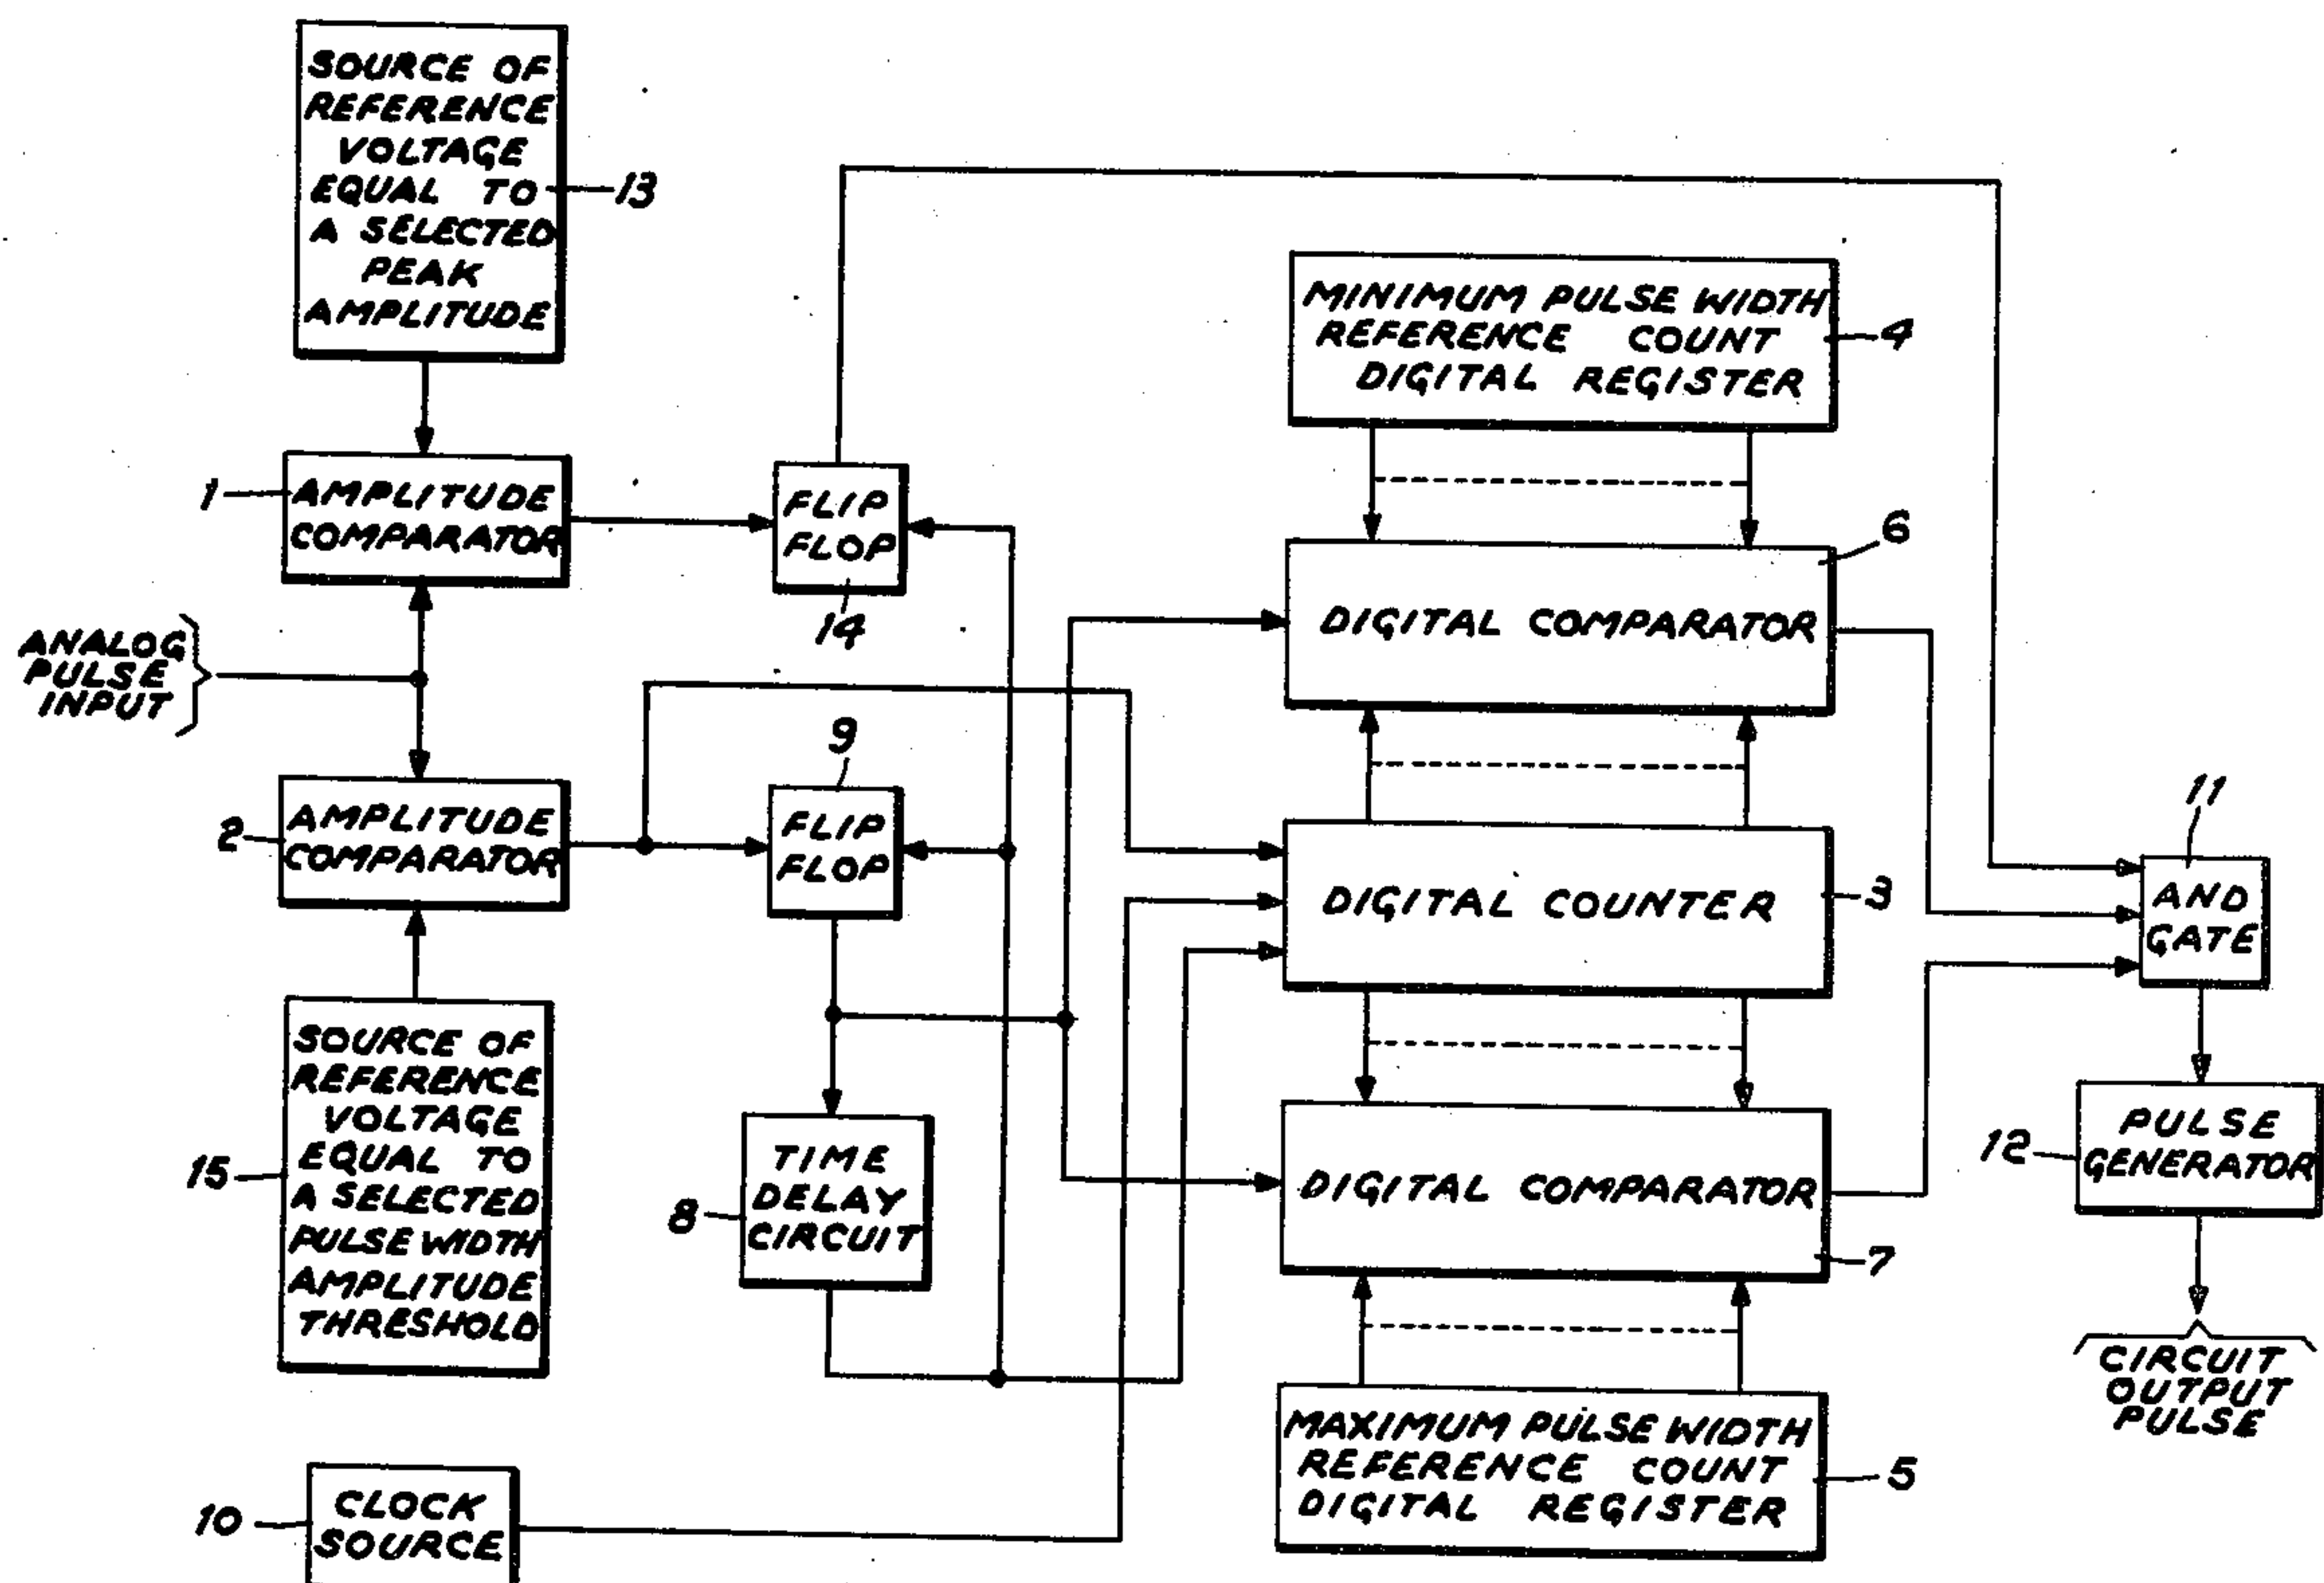 SOURCE OF
REFERENCE
VOLTAGE
EQUAL TO
A SELECTED
PEAK
AMPLITUDE
13
1
AMPLITUDE
COMPARATOR
FLIP
FLOP
14
ANALOG
PULSE
INPUT
2
AMPLITUDE
COMPARATOR
9
FLIP
FLOP
15
SOURCE OF
REFERENCE
VOLTAGE
EQUAL TO
A SELECTED
PULSE WIDTH
AMPLITUDE
THRESHOLD
8
TIME
DELAY
CIRCUIT
10
CLOCK
SOURCE
MINIMUM PULSE WIDTH
REFERENCE COUNT
DIGITAL REGISTER
4
6
DIGITAL COMPARATOR
DIGITAL COUNTER
3
DIGITAL COMPARATOR
7
MAXIMUM PULSE WIDTH
REFERENCE COUNT
DIGITAL REGISTER
5
11
AND
GATE
12
PULSE
GENERATOR
CIRCUIT
OUTPUT
PULSE